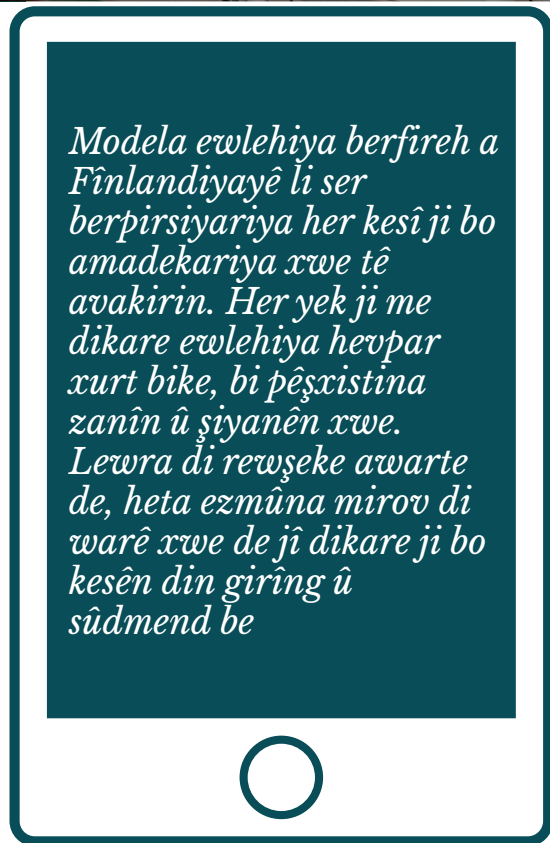 Modela ewlehiya berfireh a
Fînlandiyayê li ser
berpirsiyariya her kesî ji bo
amadekariya xwe tê
avakirin. Her yek ji me
dikare ewlehiya hevpar
xurt bike, bi pêşxistina
zanîn û şiyanên xwe.
Lewra di rewşeke awarte
de, heta ezmûna mirov di
warê xwe de jî dikare ji bo
kesên din girîng û
sûdmend be